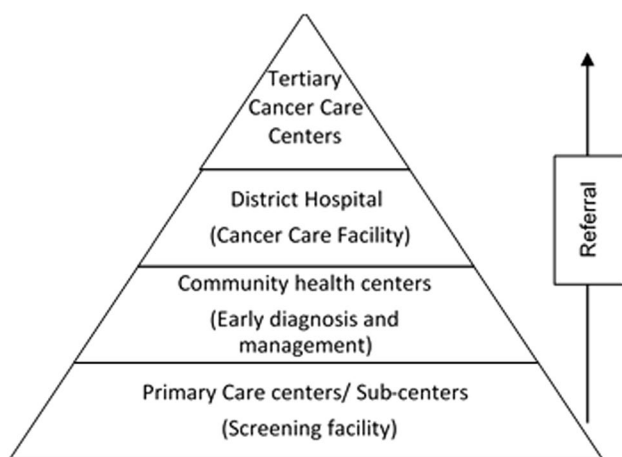 Tertiary
Cancer Care
Centers
District Hospital
(Cancer Care Facility)
Community health centers
(Early diagnosis and
management)
Primary Care centers/ Sub-centers
(Screening facility)
Referral